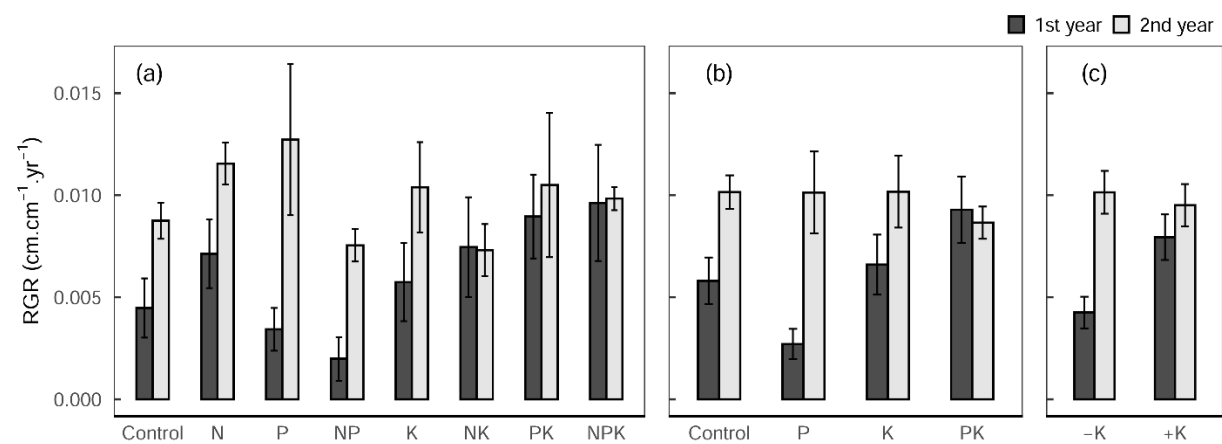 1st year 2nd year
(a) (b) (c)
0.015
0.010
0.005
0.000
RGR (cm.cm⁻¹.yr⁻¹)
Control N P NP K NK PK NPK Control P K PK −K +K